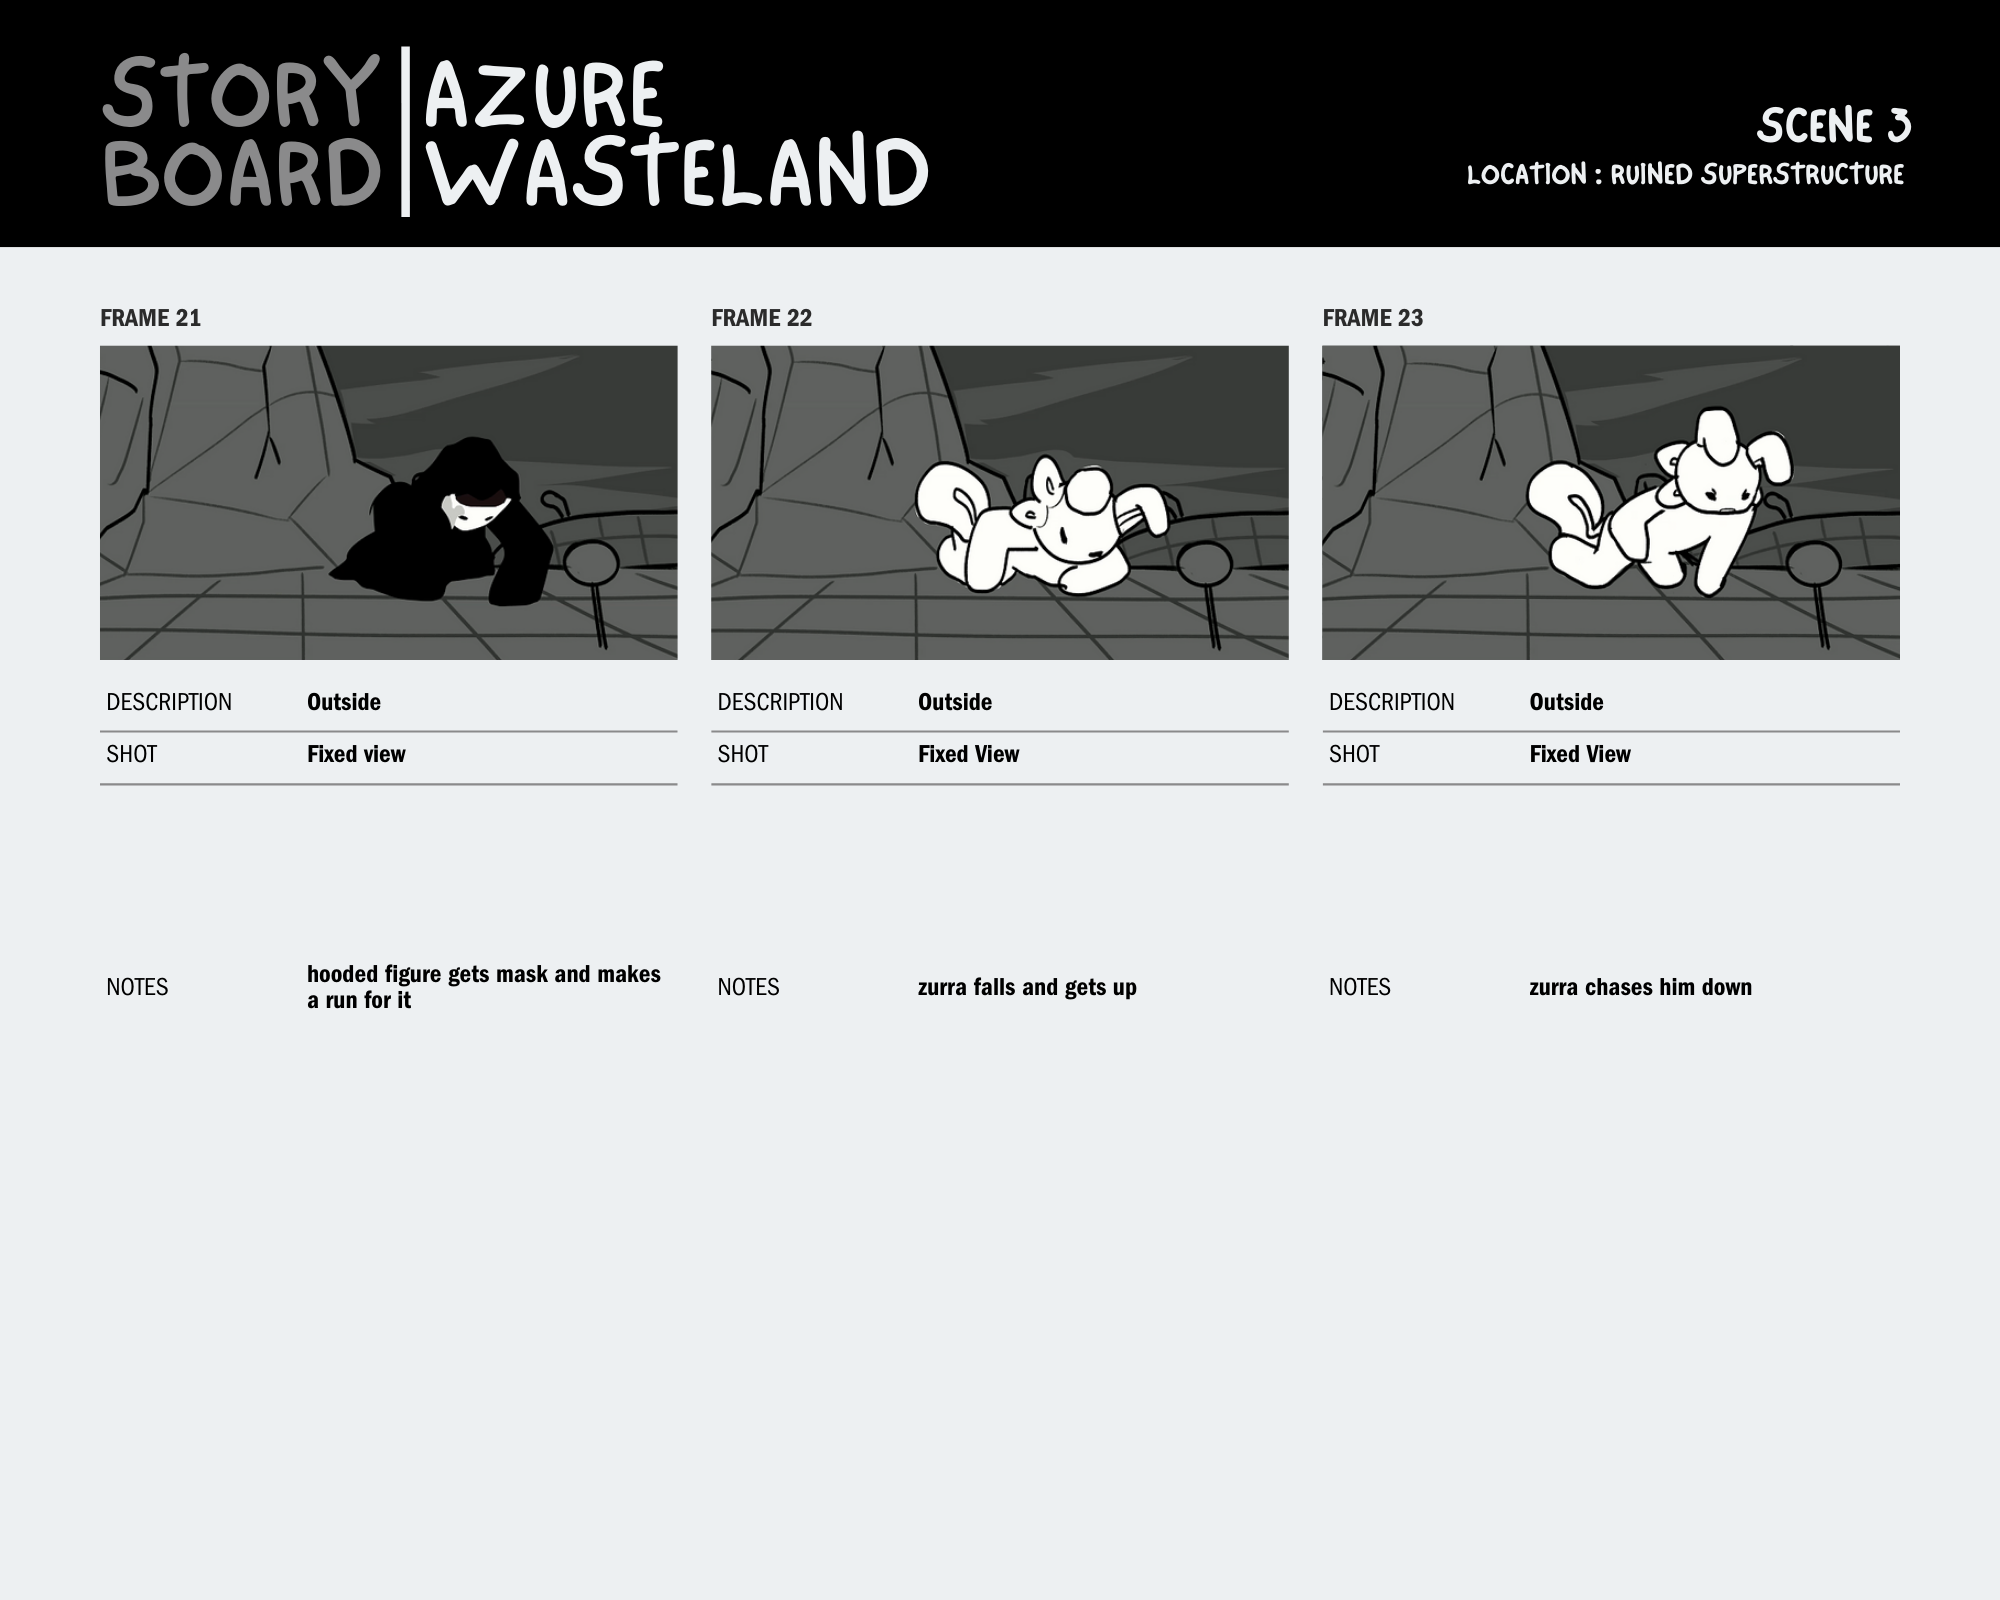 STORY
BOARD
AZURE
WASTELAND
SCENE 3
LOCATION : RUINED SUPERSTRUCTURE
FRAME 21
DESCRIPTION Outside
SHOT Fixed view
NOTES hooded figure gets mask and makes
a run for it
FRAME 22
DESCRIPTION Outside
SHOT Fixed View
NOTES zurra falls and gets up
FRAME 23
DESCRIPTION Outside
SHOT Fixed View
NOTES zurra chases him down